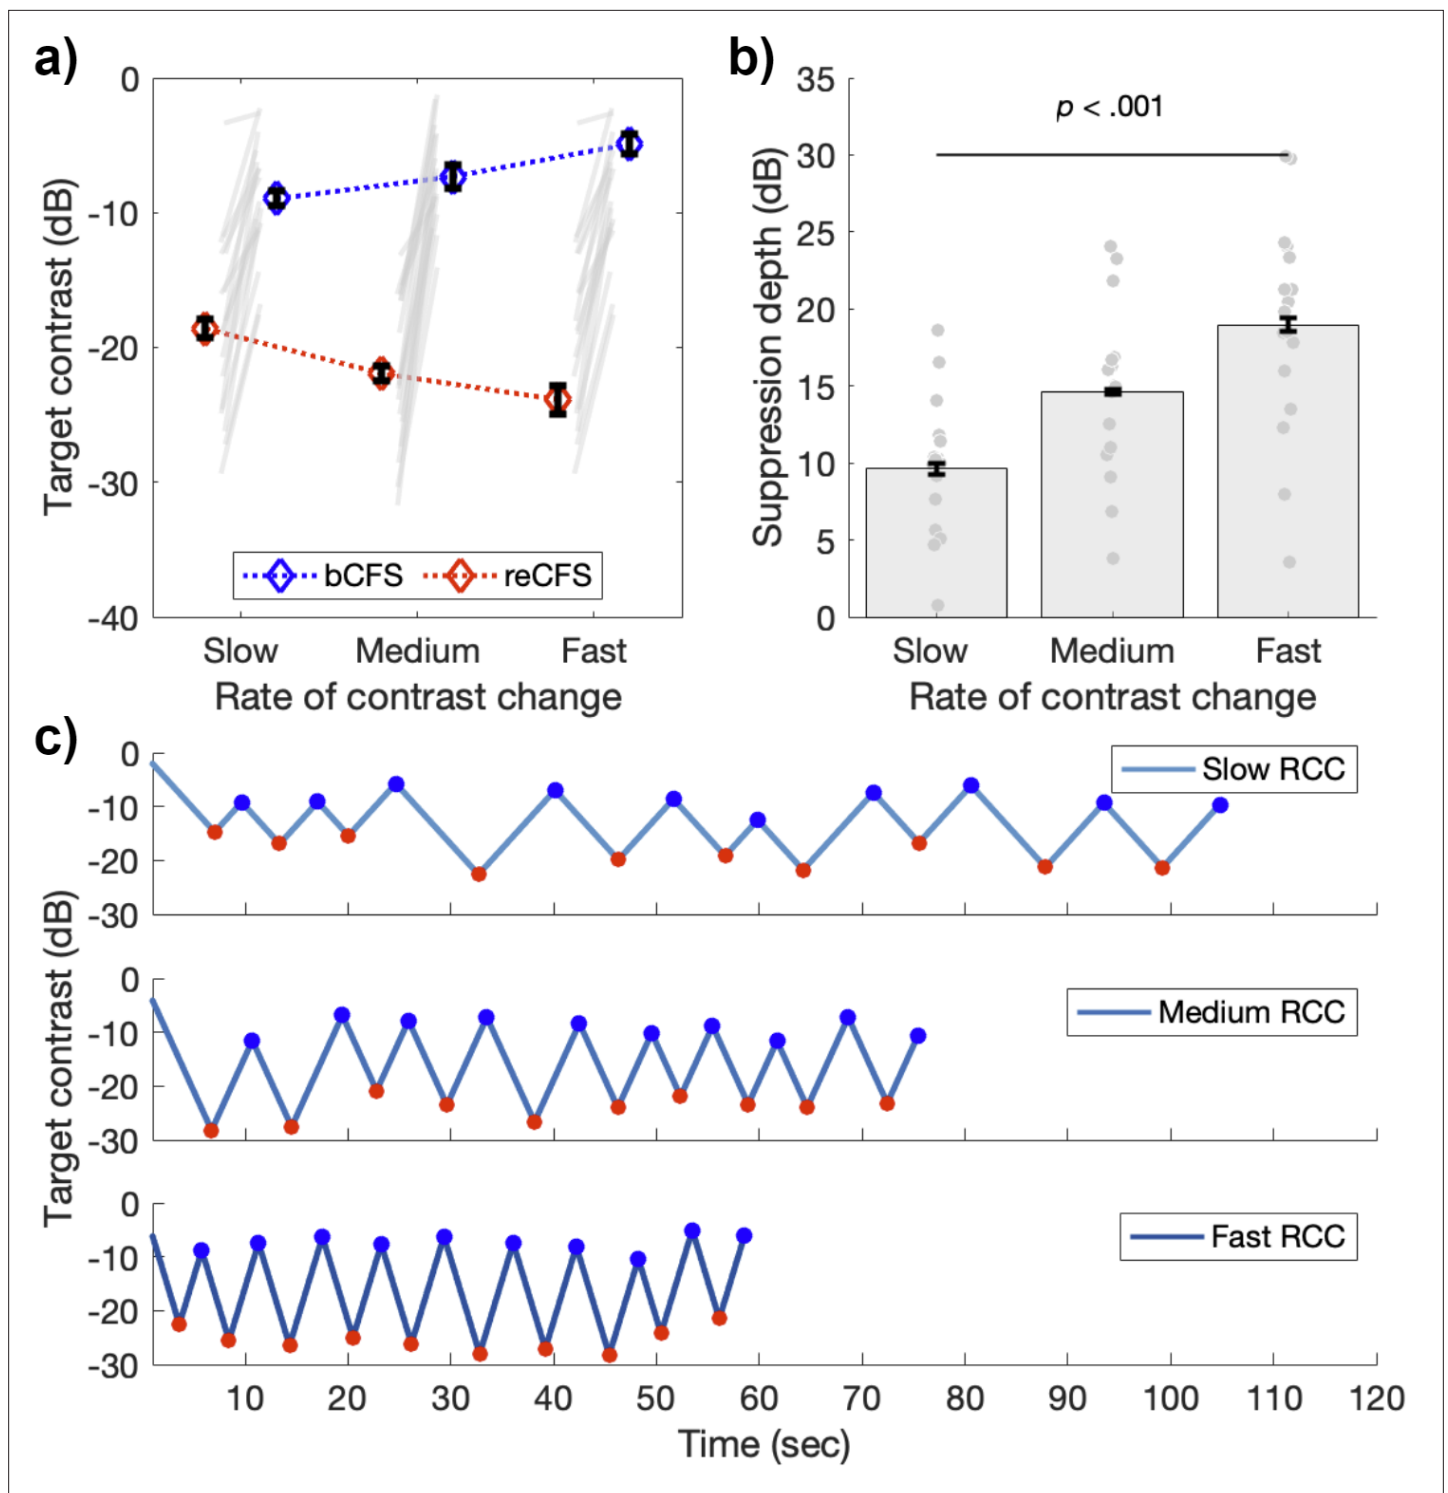 a)
0
-10
-20
-30
-40
Target contrast (dB)
bCFS
reCFS
Slow
Medium
Fast
Rate of contrast change
b)
35
30
25
20
15
10
5
0
Suppression depth (dB)
p < .001
Slow
Medium
Fast
Rate of contrast change
c)
Target contrast (dB)
0
-10
-20
-30
Slow RCC
0
-10
-20
-30
Medium RCC
0
-10
-20
-30
Fast RCC
10 20 30 40 50 60 70 80 90 100 110 120
Time (sec)